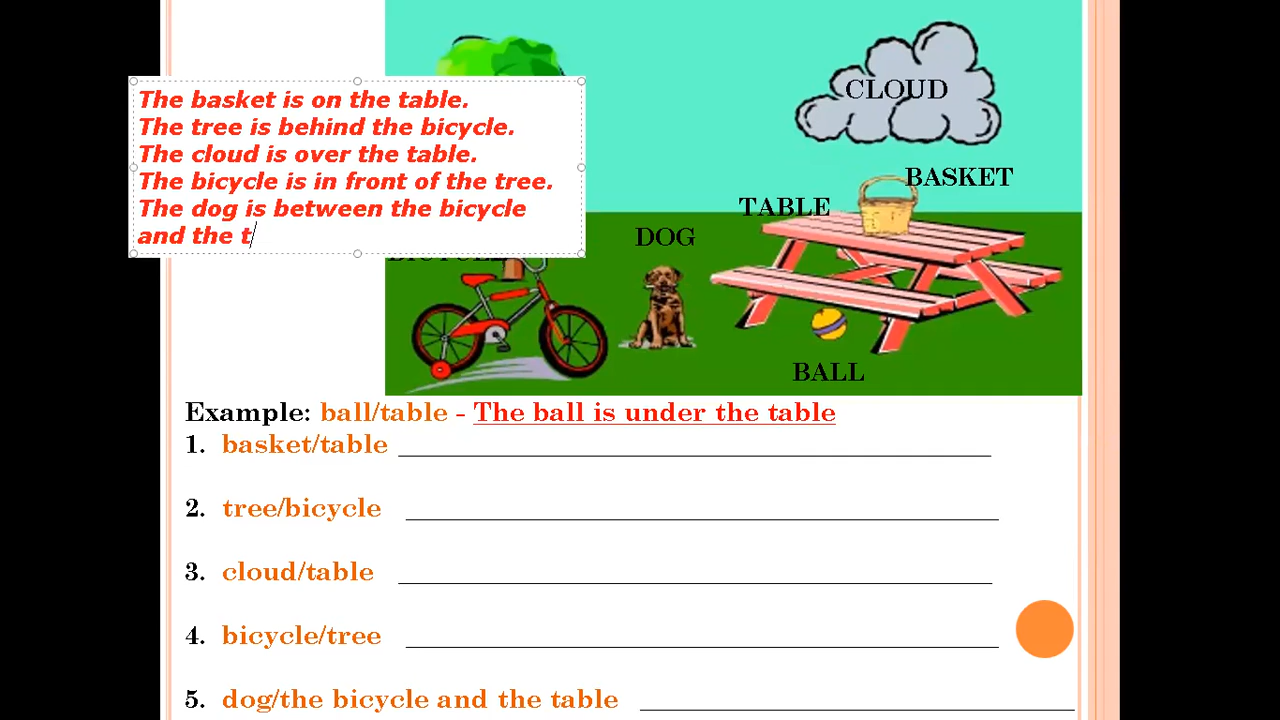 The basket is on the table.
The tree is behind the bicycle.
The cloud is over the table.
The bicycle is in front of the tree.
The dog is between the bicycle
and the t
CLOUD
BASKET
TABLE
DOG
BICYCLE
BALL
Example: ball/table - The ball is under the table
1. basket/table
2. tree/bicycle
3. cloud/table
4. bicycle/tree
5. dog/the bicycle and the table